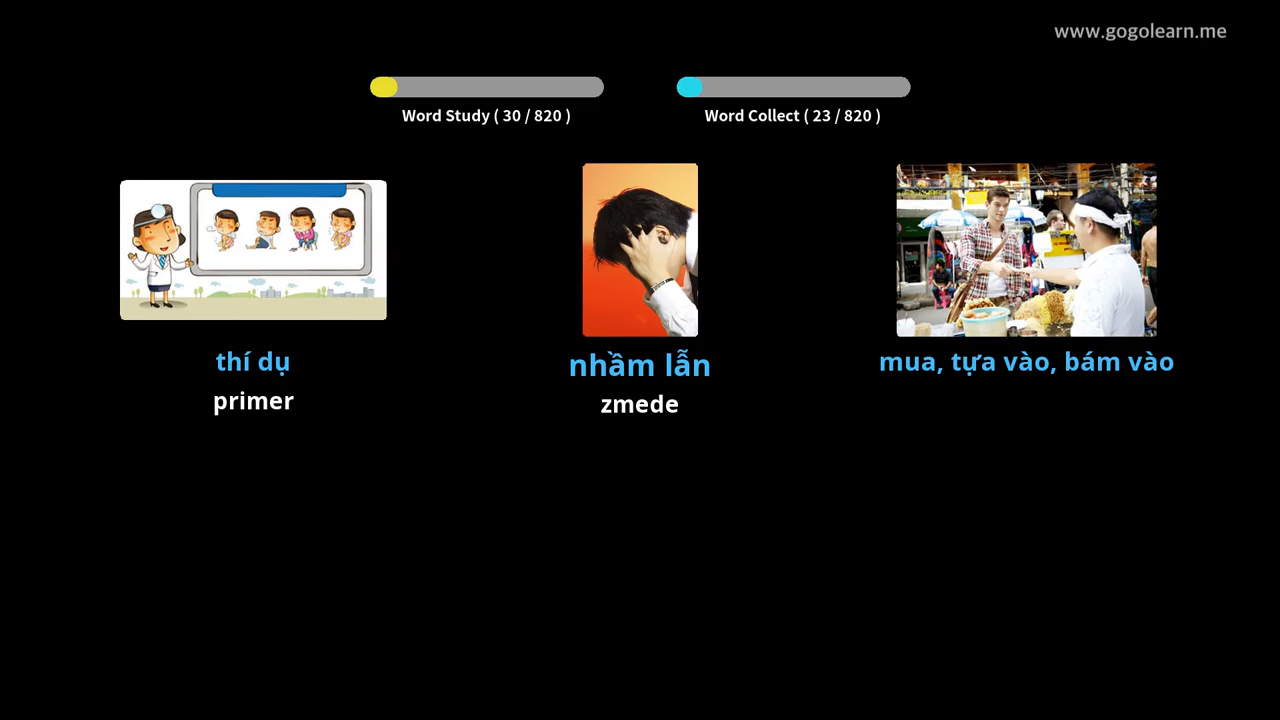 www.gogolearn.me
Word Study ( 30 / 820 )
Word Collect ( 23 / 820 )
thí dụ
primer
nhầm lẫn
zmede
mua, tựa vào, bám vào